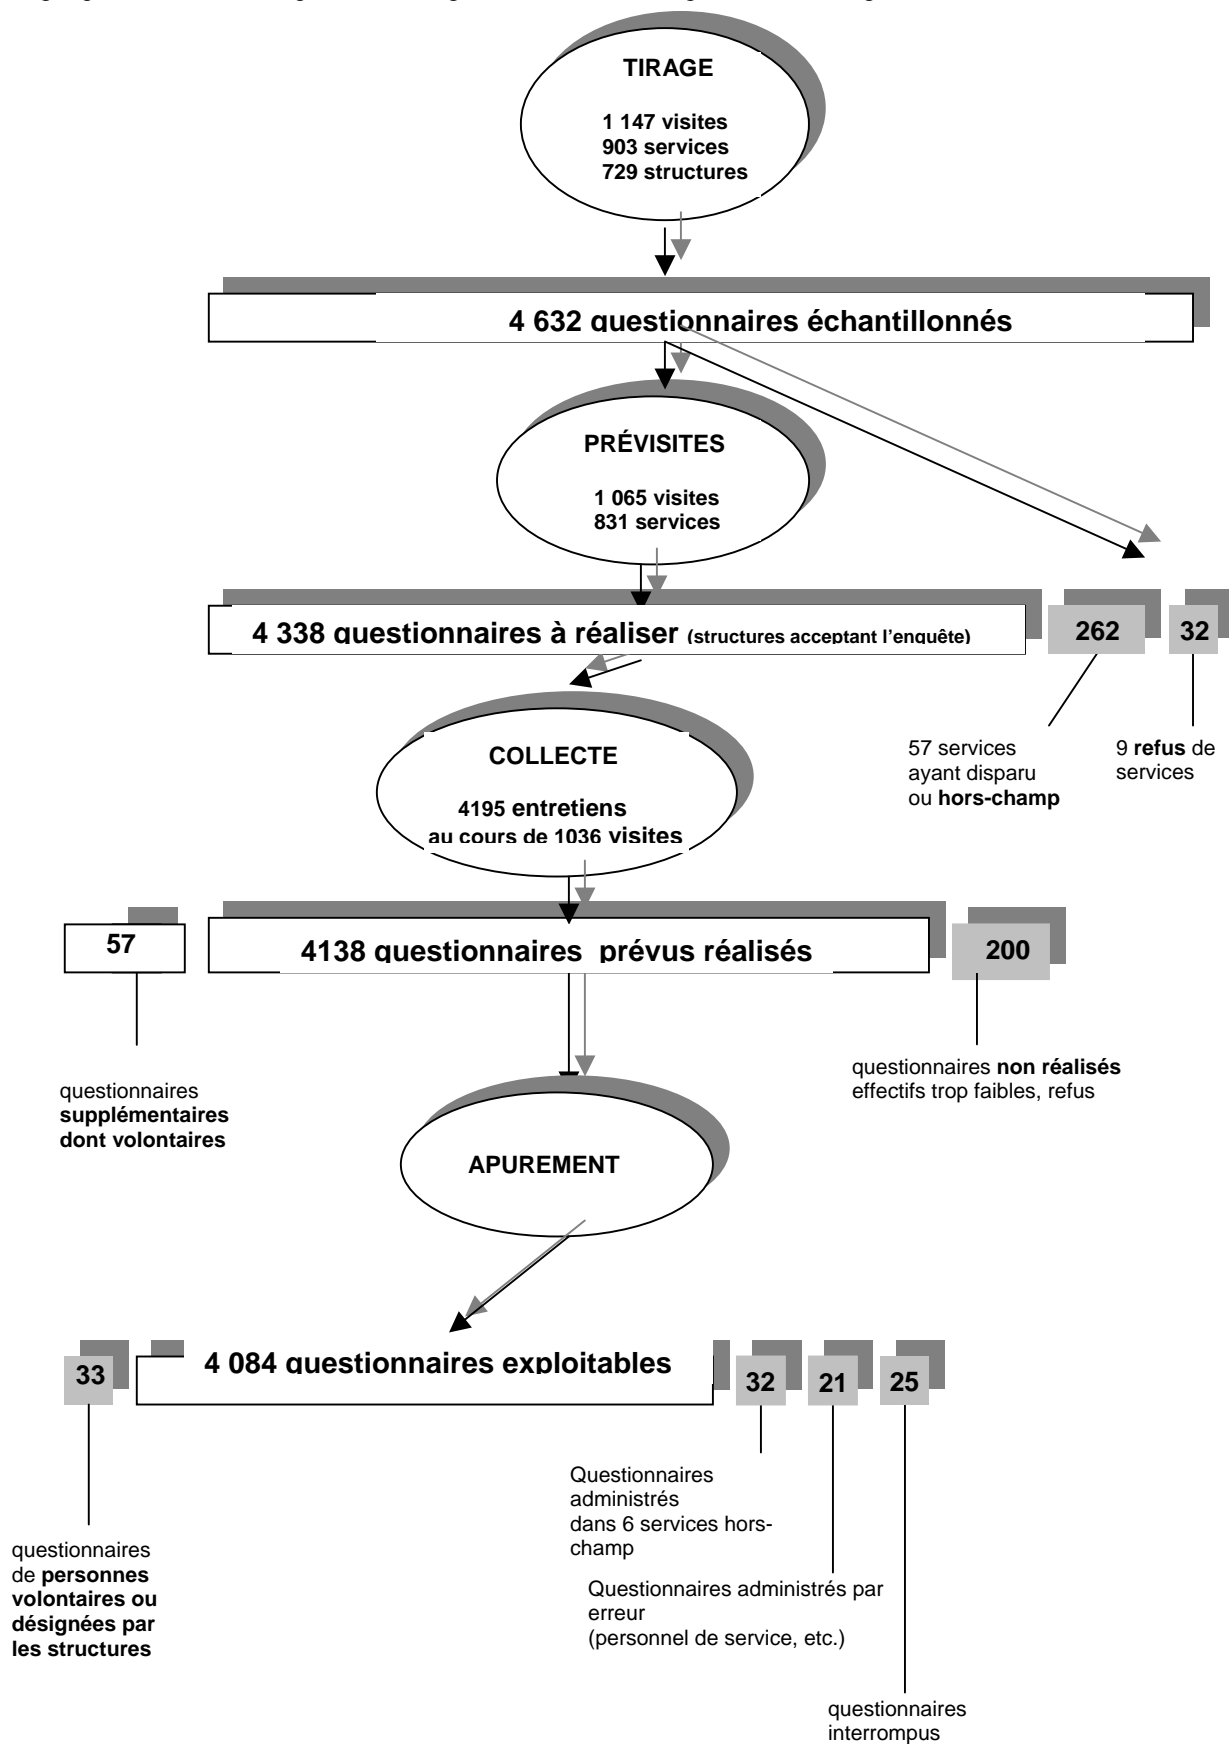 TIRAGE
1 147 visites
903 services
729 structures
4 632 questionnaires échantillonnés
PRÉVISITES
1 065 visites
831 services
4 338 questionnaires à réaliser (structures acceptant l'enquête)
262
32
57 services
ayant disparu
ou hors-champ
9 refus de
services
COLLECTE
4195 entretiens
au cours de 1036 visites
57
4138 questionnaires prévus réalisés
200
questionnaires
supplémentaires
dont volontaires
questionnaires non réalisés
effectifs trop faibles, refus
APUREMENT
33
4 084 questionnaires exploitables
32
21
25
Questionnaires
administrés
dans 6 services hors-
champ
questionnaires
de personnes
volontaires ou
désignées par
les structures
Questionnaires administrés par
erreur
(personnel de service, etc.)
questionnaires
interrompus